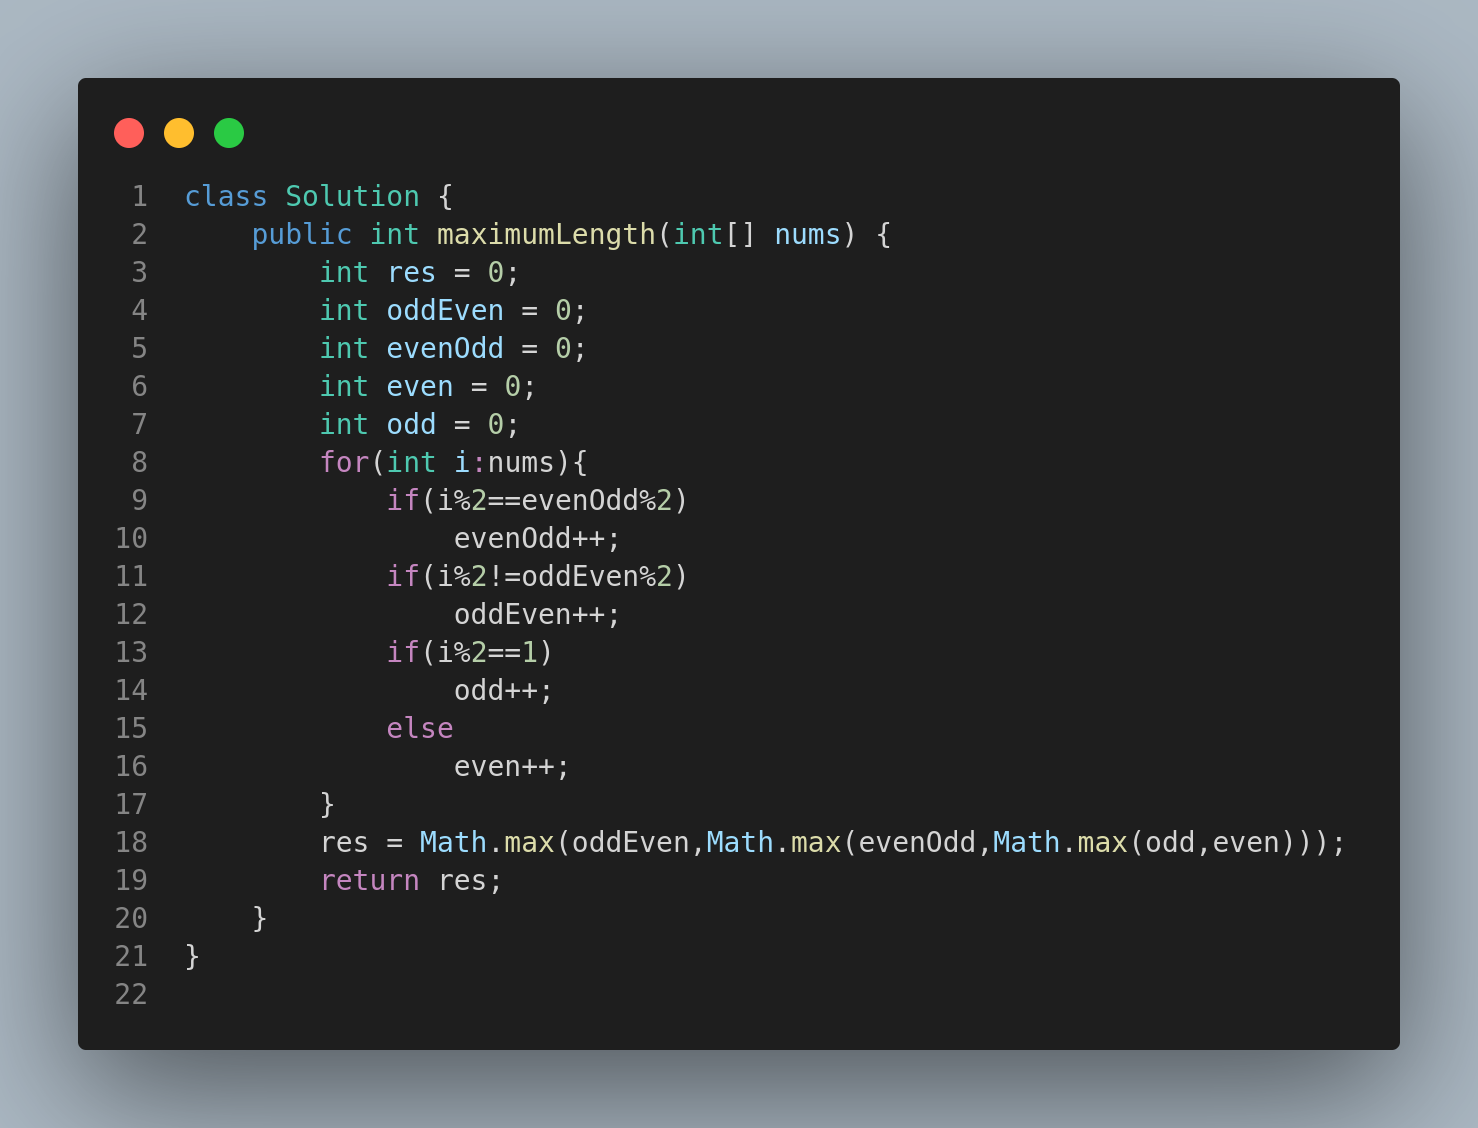 1 class Solution {
2     public int maximumLength(int[] nums) {
3         int res = 0;
4         int oddEven = 0;
5         int evenOdd = 0;
6         int even = 0;
7         int odd = 0;
8         for(int i:nums){
9             if(i%2==evenOdd%2)
10                 evenOdd++;
11             if(i%2!=oddEven%2)
12                 oddEven++;
13             if(i%2==1)
14                 odd++;
15             else
16                 even++;
17         }
18         res = Math.max(oddEven,Math.max(evenOdd,Math.max(odd,even)));
19         return res;
20     }
21 }
22